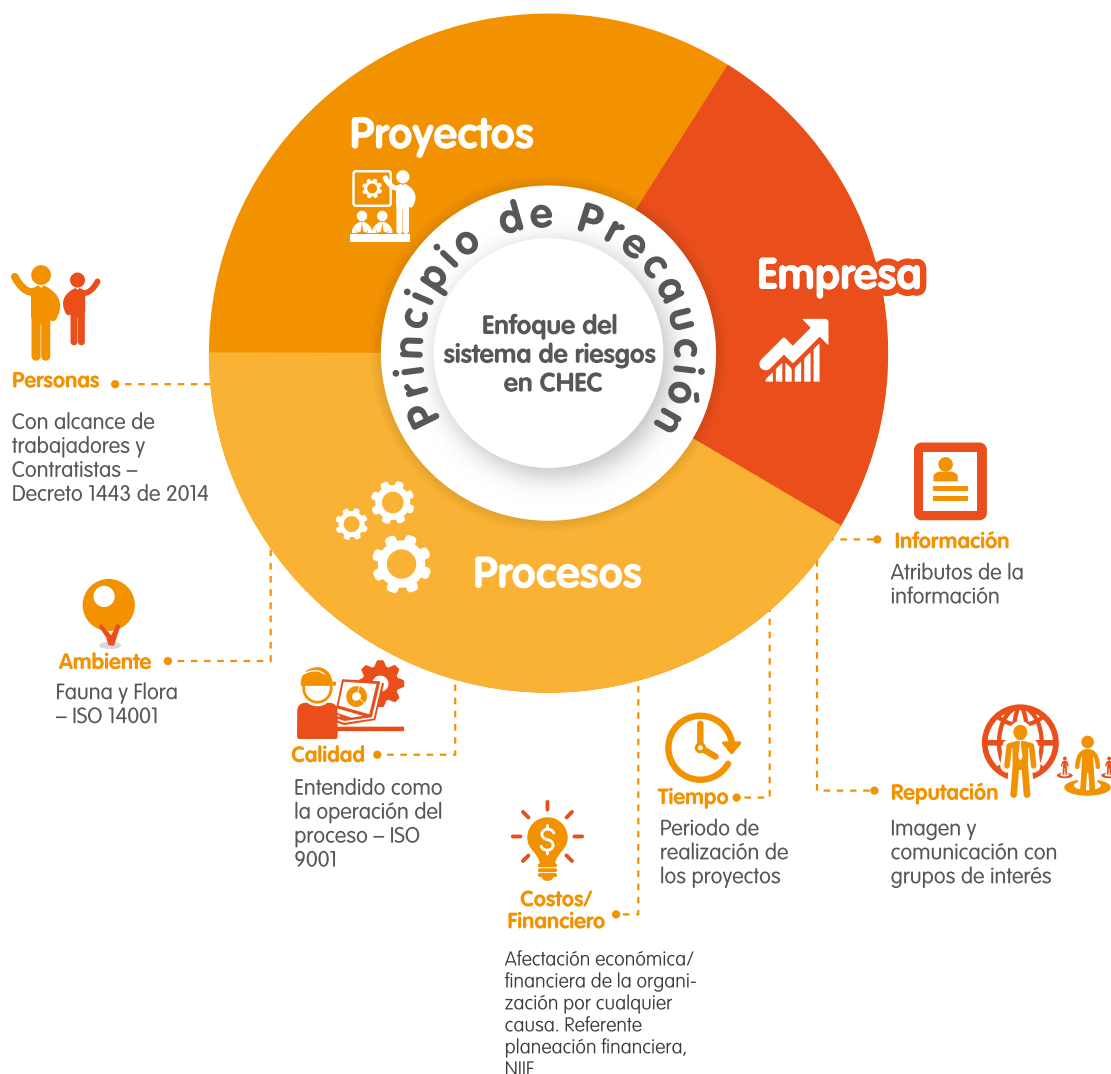 Proyectos
Principio de Precaución
Empresa
Enfoque del
sistema de riesgos
en CHEC
Procesos
Personas
Con alcance de
trabajadores y
Contratistas –
Decreto 1443 de 2014
Ambiente
Fauna y Flora
– ISO 14001
Calidad
Entendido como
la operación del
proceso – ISO
9001
$
Costos/
Financiero
Afectación económica/
financiera de la organi-
zación por cualquier
causa. Referente
planeación financiera,
NIIF
Tiempo
Periodo de
realización de
los proyectos
Información
Atributos de la
información
Reputación
Imagen y
comunicación con
grupos de interés